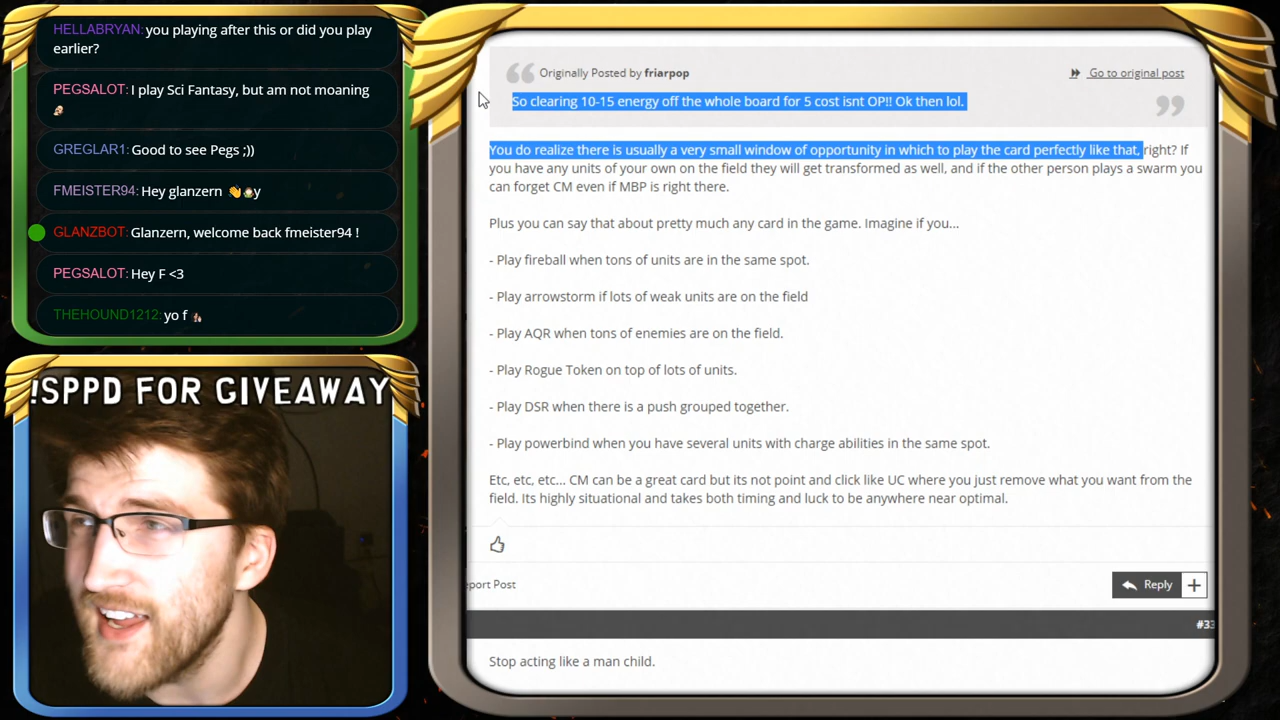 HELLABRYAN: you playing after this or did you play
earlier?
PEGSALOT: I play Sci Fantasy, but am not moaning
GREGLAR1: Good to see Pegs ;))
FMEISTER94: Hey glanzern 👋y
GLANZBOT: Glanzern, welcome back fmeister94 !
PEGSALOT: Hey F <3
THEHOUND1212: yo f
!SPPD FOR GIVEAWAY
Originally Posted by friarpop
Go to original post
So clearing 10-15 energy off the whole board for 5 cost isnt OP!! Ok then lol.
You do realize there is usually a very small window of opportunity in which to play the card perfectly like that, right? If
you have any units of your own on the field they will get transformed as well, and if the other person plays a swarm you
can forget CM even if MBP is right there.
Plus you can say that about pretty much any card in the game. Imagine if you...
- Play fireball when tons of units are in the same spot.
- Play arrowstorm if lots of weak units are on the field
- Play AQR when tons of enemies are on the field.
- Play Rogue Token on top of lots of units.
- Play DSR when there is a push grouped together.
- Play powerbind when you have several units with charge abilities in the same spot.
Etc, etc, etc... CM can be a great card but its not point and click like UC where you just remove what you want from the
field. Its highly situational and takes both timing and luck to be anywhere near optimal.
eport Post
Reply
#33
Stop acting like a man child.